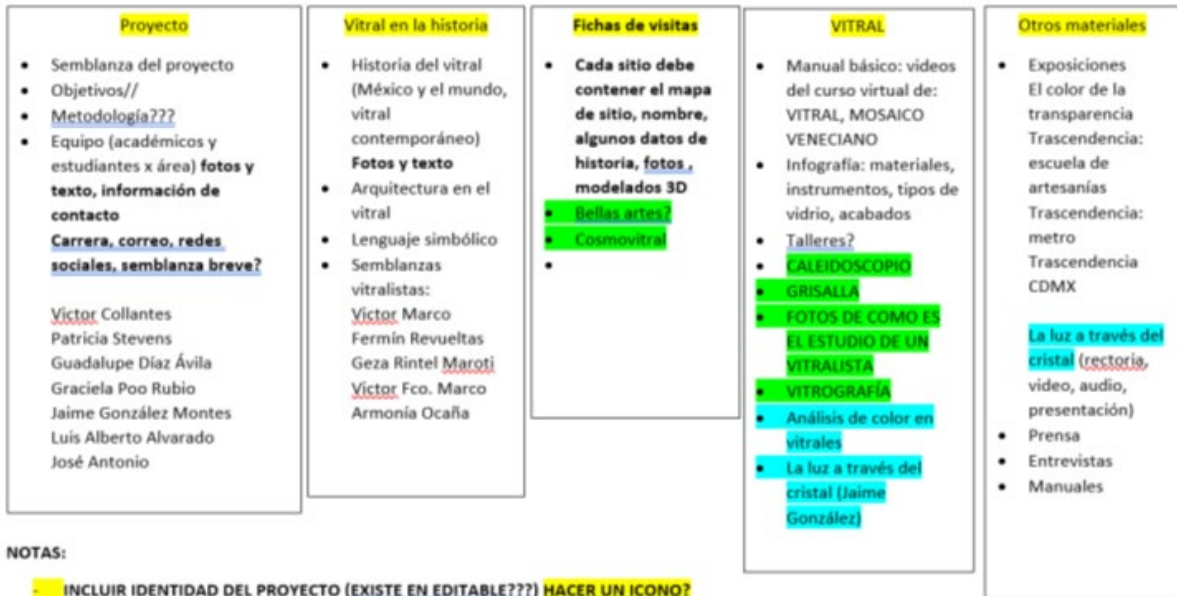 Proyecto
• Semblanza del proyecto
• Objetivos//
• Metodología???
• Equipo (académicos y
estudiantes x área) fotos y
texto, información de
contacto
Carrera, correo, redes
sociales, semblanza breve?
Victor Collantes
Patricia Stevens
Guadalupe Díaz Ávila
Graciela Poo Rubio
Jaime González Montes
Luis Alberto Alvarado
José Antonio
Vitral en la historia
• Historia del vitral
(México y el mundo,
vitral
contemporáneo)
Fotos y texto
• Arquitectura en el
vitral
• Lenguaje simbólico
• Semblanzas
vitralistas:
Victor Marco
Fermín Revueltas
Geza Rintel Maroti
Victor Fco. Marco
Armonía Ocaña
Fichas de visitas
• Cada sitio debe
contener el mapa
de sitio, nombre,
algunos datos de
historia, fotos ,
modelados 3D
• Bellas artes?
• Cosmovitral
•
VITRAL
• Manual básico: videos
del curso virtual de:
VITRAL, MOSAICO
VENECIANO
• Infografía: materiales,
instrumentos, tipos de
vidrio, acabados
• Talleres?
• CALEIDOSCOPIO
• GRISALLA
• FOTOS DE COMO ES
EL ESTUDIO DE UN
VITRALISTA
• VITROGRAFÍA
• Análisis de color en
vitrales
• La luz a través del
cristal (Jaime
González)
Otros materiales
• Exposiciones
El color de la
transparencia
Trascendencia:
escuela de
artesanías
Trascendencia:
metro
Trascendencia
CDMX
La luz a través del
cristal (rectoria,
video, audio,
presentación)
• Prensa
• Entrevistas
• Manuales
NOTAS:
- INCLUIR IDENTIDAD DEL PROYECTO (EXISTE EN EDITABLE???) HACER UN ICONO?